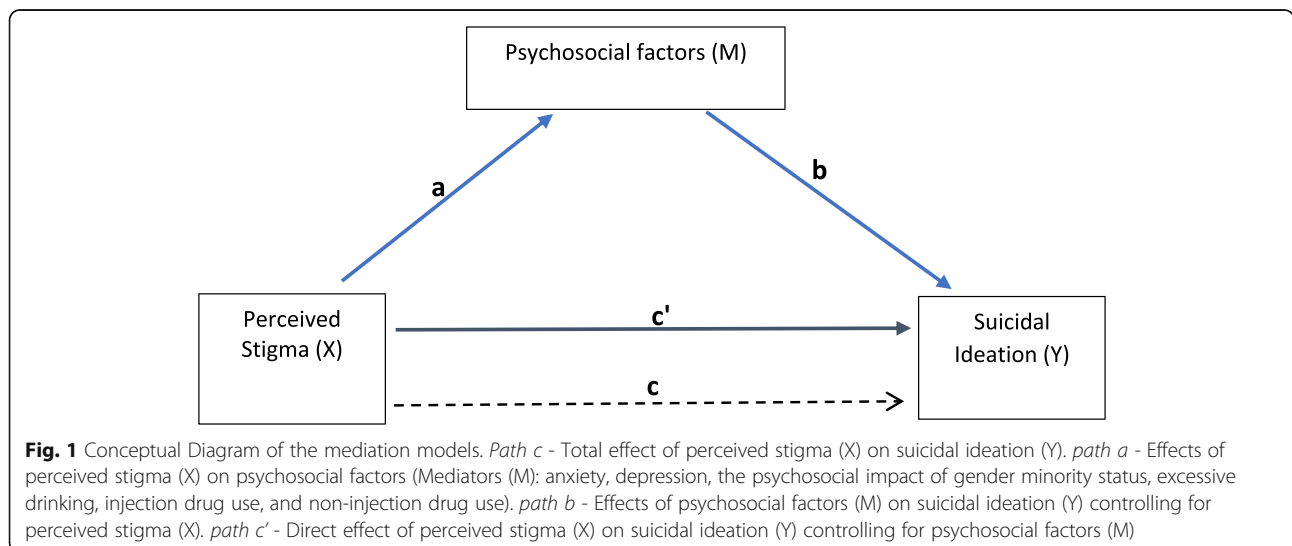 Psychosocial factors (M)
a
b
Perceived
Stigma (X)
c'
Suicidal
Ideation (Y)
c
Fig. 1 Conceptual Diagram of the mediation models. Path c - Total effect of perceived stigma (X) on suicidal ideation (Y). path a - Effects of
perceived stigma (X) on psychosocial factors (Mediators (M): anxiety, depression, the psychosocial impact of gender minority status, excessive
drinking, injection drug use, and non-injection drug use). path b - Effects of psychosocial factors (M) on suicidal ideation (Y) controlling for
perceived stigma (X). path c’ - Direct effect of perceived stigma (X) on suicidal ideation (Y) controlling for psychosocial factors (M)